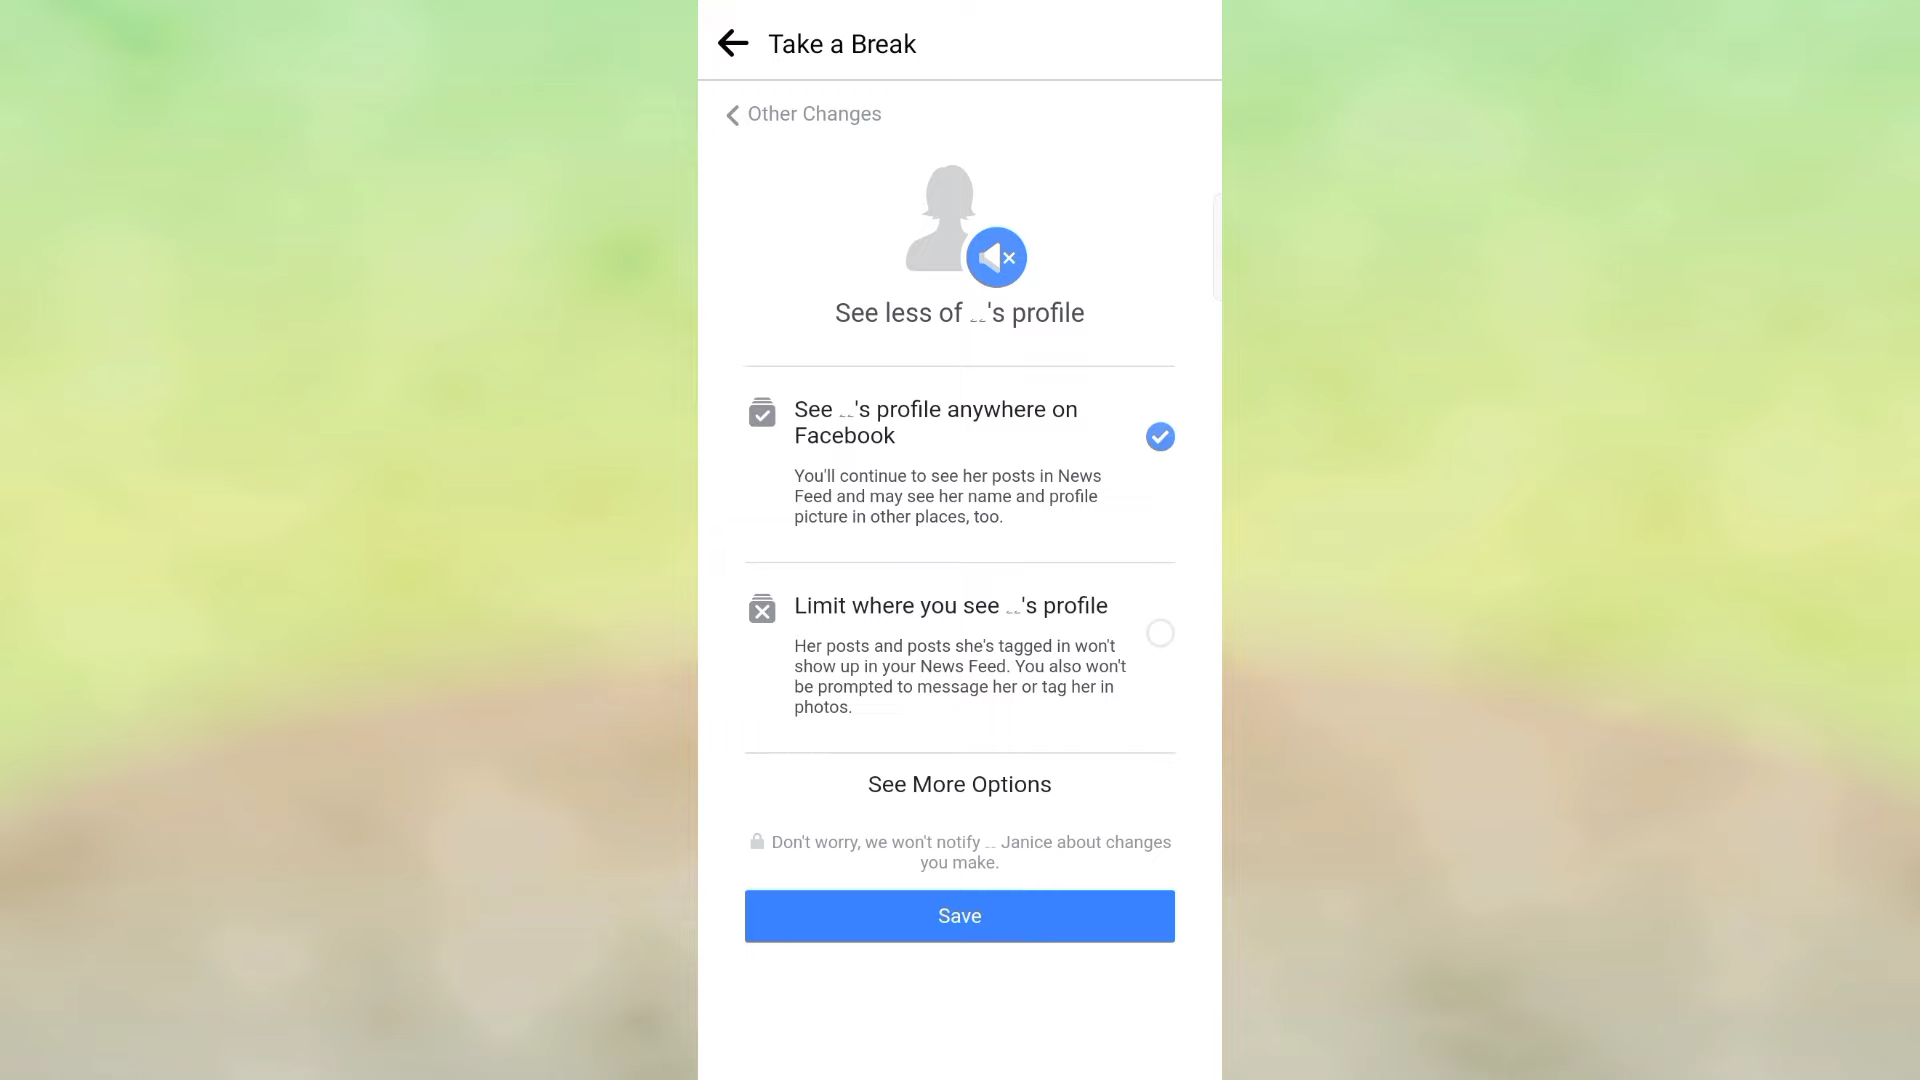 Take a Break
Other Changes
See less of 's profile
See 's profile anywhere on
Facebook
You'll continue to see her posts in News
Feed and may see her name and profile
picture in other places, too.
Limit where you see 's profile
Her posts and posts she's tagged in won't
show up in your News Feed. You also won't
be prompted to message her or tag her in
photos.
See More Options
Don't worry, we won't notify Janice about changes
you make.
Save